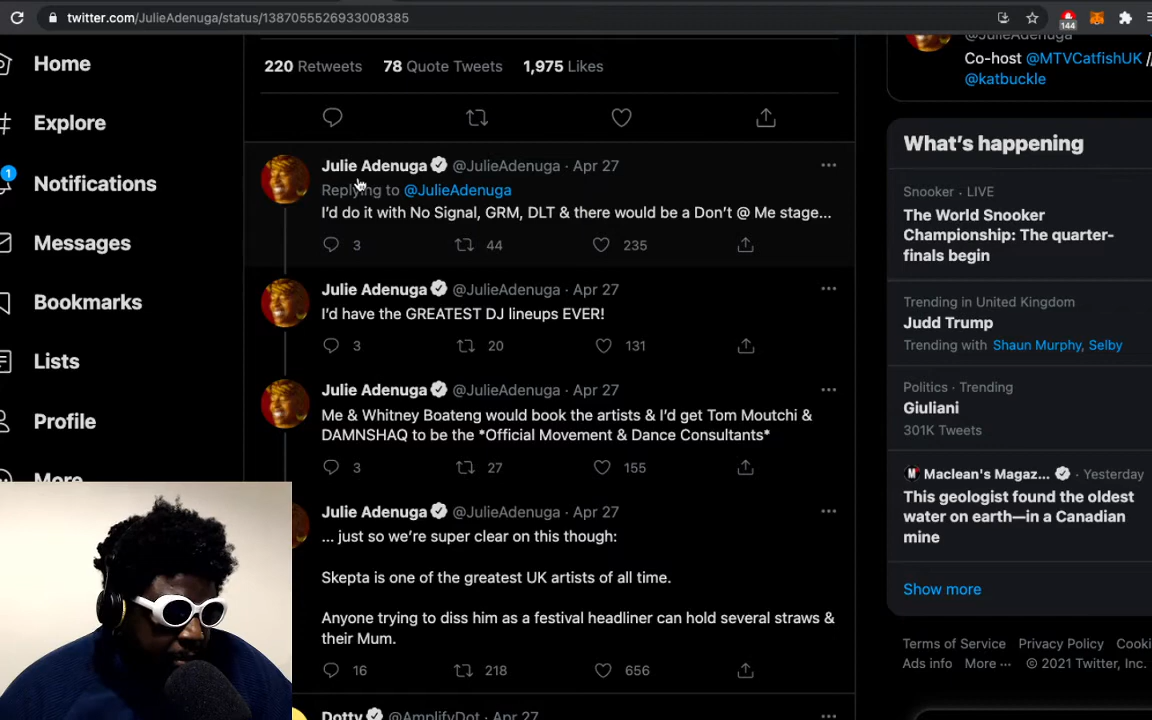 twitter.com/JulieAdenuga/status/1387055526933008385
144
Home
Explore
1
Notifications
Messages
Bookmarks
Lists
Profile
More
220 Retweets 78 Quote Tweets 1,975 Likes
Julie Adenuga @JulieAdenuga · Apr 27
Replying to @JulieAdenuga
I'd do it with No Signal, GRM, DLT & there would be a Don't @ Me stage...
3 44 235
Julie Adenuga @JulieAdenuga · Apr 27
I'd have the GREATEST DJ lineups EVER!
3 20 131
Julie Adenuga @JulieAdenuga · Apr 27
Me & Whitney Boateng would book the artists & I'd get Tom Moutchi &
DAMNSHAQ to be the *Official Movement & Dance Consultants*
3 27 155
Julie Adenuga @JulieAdenuga · Apr 27
... just so we're super clear on this though:
Skepta is one of the greatest UK artists of all time.
Anyone trying to diss him as a festival headliner can hold several straws &
their Mum.
16 218 656
Dotty @AmplifyDot · Apr 27
@JulieAdenuga
Co-host @MTVCatfishUK //
@katbuckle
What's happening
Snooker · LIVE
The World Snooker
Championship: The quarter-
finals begin
Trending in United Kingdom
Judd Trump
Trending with Shaun Murphy, Selby
Politics · Trending
Giuliani
301K Tweets
Maclean's Magaz... · Yesterday
This geologist found the oldest
water on earth—in a Canadian
mine
Show more
Terms of Service Privacy Policy Cooki
Ads info More ··· © 2021 Twitter, Inc.